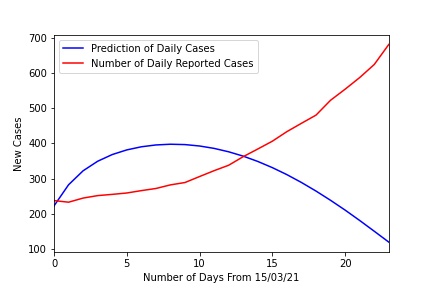 700
600
500
400
300
200
100
New Cases
Prediction of Daily Cases
Number of Daily Reported Cases
0 5 10 15 20
Number of Days From 15/03/21